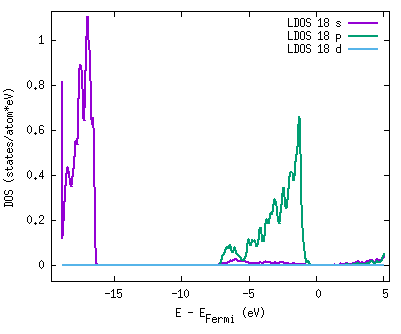 LDOS 18 s
LDOS 18 p
LDOS 18 d
1
0.8
0.6
0.4
0.2
0
DOS (states/atom*eV)
-15 -10 -5 0 5
E - EFermi (eV)